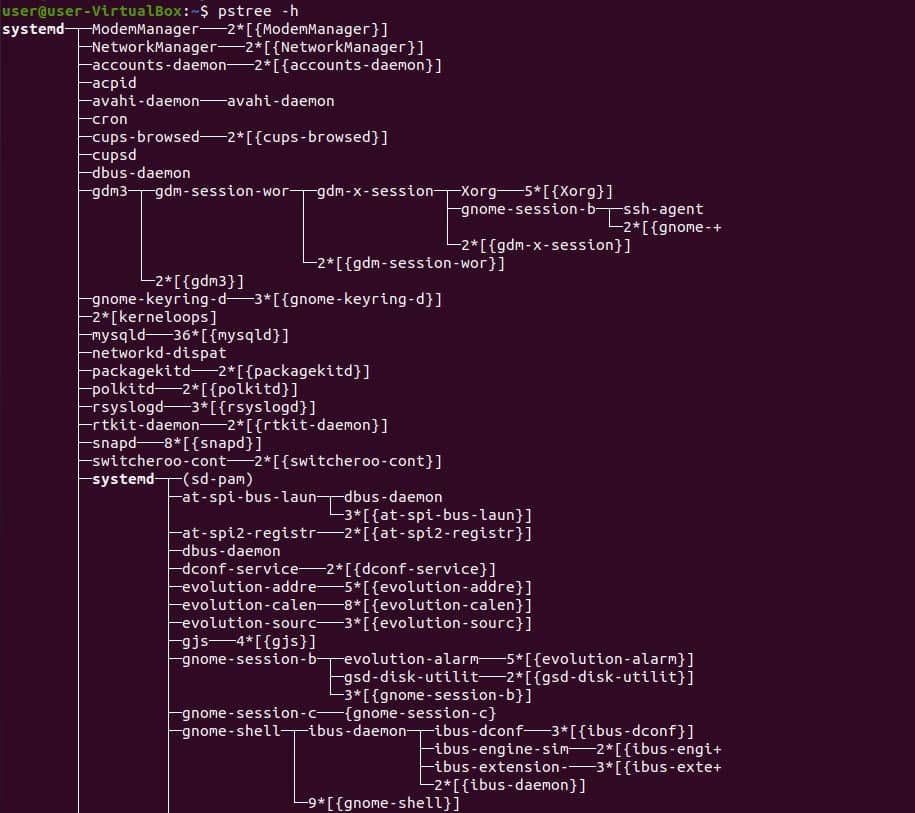 user@user-VirtualBox:~$ pstree -h
systemd─┬─ModemManager───2*[{ModemManager}]
        ├─NetworkManager───2*[{NetworkManager}]
        ├─accounts-daemon───2*[{accounts-daemon}]
        ├─acpid
        ├─avahi-daemon───avahi-daemon
        ├─cron
        ├─cups-browsed───2*[{cups-browsed}]
        ├─cupsd
        ├─dbus-daemon
        ├─gdm3─┬─gdm-session-wor─┬─gdm-x-session─┬─Xorg───5*[{Xorg}]
        │      │                 │               ├─gnome-session-b─┬─ssh-agent
        │      │                 │               │                 └─2*[{gnome-+
        │      │                 │               └─2*[{gdm-x-session}]
        │      │                 └─2*[{gdm-session-wor}]
        │      └─2*[{gdm3}]
        ├─gnome-keyring-d───3*[{gnome-keyring-d}]
        ├─2*[kerneloops]
        ├─mysqld───36*[{mysqld}]
        ├─networkd-dispat
        ├─packagekitd───2*[{packagekitd}]
        ├─polkitd───2*[{polkitd}]
        ├─rsyslogd───3*[{rsyslogd}]
        ├─rtkit-daemon───2*[{rtkit-daemon}]
        ├─snapd───8*[{snapd}]
        ├─switcheroo-cont───2*[{switcheroo-cont}]
        ├─systemd─┬─(sd-pam)
        │         ├─at-spi-bus-laun─┬─dbus-daemon
        │         │                 └─3*[{at-spi-bus-laun}]
        │         ├─at-spi2-registr───2*[{at-spi2-registr}]
        │         ├─dbus-daemon
        │         ├─dconf-service───2*[{dconf-service}]
        │         ├─evolution-addre───5*[{evolution-addre}]
        │         ├─evolution-calen───8*[{evolution-calen}]
        │         ├─evolution-sourc───3*[{evolution-sourc}]
        │         ├─gjs───4*[{gjs}]
        │         ├─gnome-session-b─┬─evolution-alarm───5*[{evolution-alarm}]
        │         │                 ├─gsd-disk-utilit───2*[{gsd-disk-utilit}]
        │         │                 └─3*[{gnome-session-b}]
        │         ├─gnome-session-c───{gnome-session-c}
        │         ├─gnome-shell─┬─ibus-daemon─┬─ibus-dconf───3*[{ibus-dconf}]
        │         │             │             ├─ibus-engine-sim───2*[{ibus-engi+
        │         │             │             ├─ibus-extension-───3*[{ibus-exte+
        │         │             │             └─2*[{ibus-daemon}]
        │         │             └─9*[{gnome-shell}]